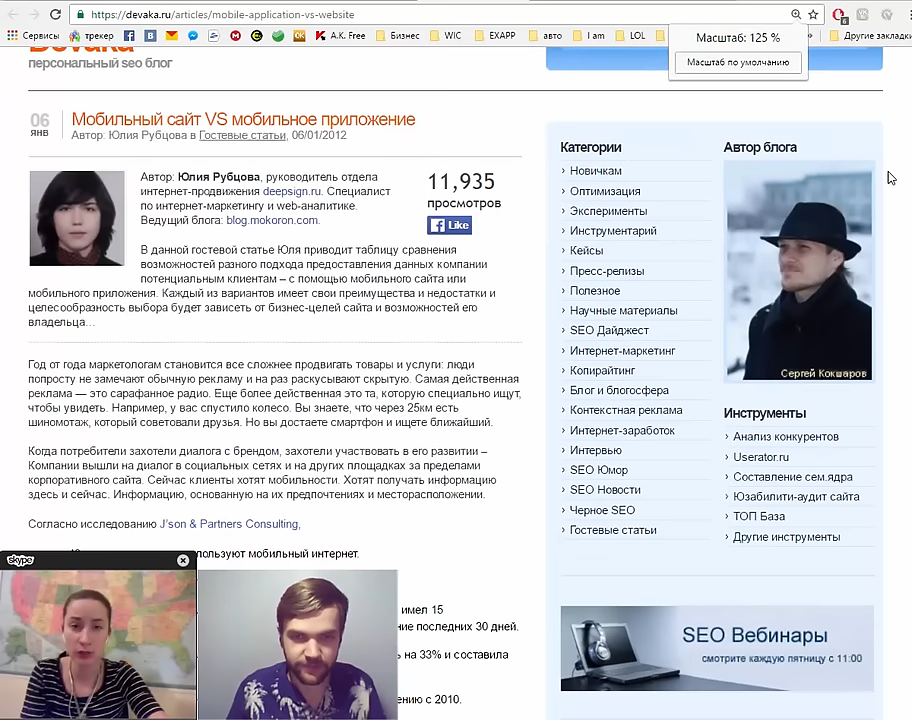 https://devaka.ru/articles/mobile-application-vs-website
Сервисы
трекер
A.K. Free
Бизнес
WIC
EXAPP
авто
I am
LOL
Другие закладки
Масштаб: 125 %
Масштаб по умолчанию
Devaka
персональный seo блог
06
ЯНВ
Мобильный сайт VS мобильное приложение
Автор: Юлия Рубцова в Гостевые статьи, 06/01/2012
Автор: Юлия Рубцова, руководитель отдела
интернет-продвижения deepsign.ru. Специалист
по интернет-маркетингу и web-аналитике.
Ведущий блога: blog.mokoron.com.
11,935
просмотров
Like
В данной гостевой статье Юля приводит таблицу сравнения
возможностей разного подхода предоставления данных компании
потенциальным клиентам – с помощью мобильного сайта или
мобильного приложения. Каждый из вариантов имеет свои преимущества и недостатки и
целесообразность выбора будет зависеть от бизнес-целей сайта и возможностей его
владельца…
Год от года маркетологам становится все сложнее продвигать товары и услуги: люди
попросту не замечают обычную рекламу и на раз раскусывают скрытую. Самая действенная
реклама — это сарафанное радио. Еще более действенная это та, которую специально ищут,
чтобы увидеть. Например, у вас спустило колесо. Вы знаете, что через 25км есть
шиномотаж, который советовали друзья. Но вы достаете смартфон и ищете ближайший.
Когда потребители захотели диалога с брендом, захотели участвовать в его развитии –
Компании вышли на диалог в социальных сетях и на других площадках за пределами
корпоративного сайта. Сейчас клиенты хотят мобильности. Хотят получать информацию
здесь и сейчас. Информацию, основанную на их предпочтениях и месторасположении.
Согласно исследованию J'son & Partners Consulting,
используют мобильный интернет.
имел 15
ние последних 30 дней.
на 33% и составила
ению с 2010.
skype
Категории
Новичкам
Оптимизация
Эксперименты
Инструментарий
Кейсы
Пресс-релизы
Полезное
Научные материалы
SEO Дайджест
Интернет-маркетинг
Копирайтинг
Блог и блогосфера
Контекстная реклама
Интернет-заработок
Интервью
SEO Юмор
SEO Новости
Черное SEO
Гостевые статьи
Автор блога
Сергей Кокшаров
Инструменты
Анализ конкурентов
Userator.ru
Составление сем.ядра
Юзабилити-аудит сайта
ТОП База
Другие инструменты
SEO Вебинары
смотрите каждую пятницу с 11:00